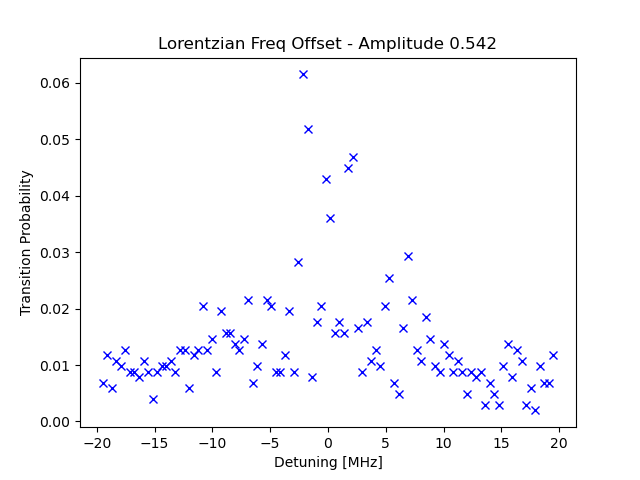 Lorentzian Freq Offset - Amplitude 0.542
Transition Probability
0.06
0.05
0.04
0.03
0.02
0.01
0.00
−20 −15 −10 −5 0 5 10 15 20
Detuning [MHz]